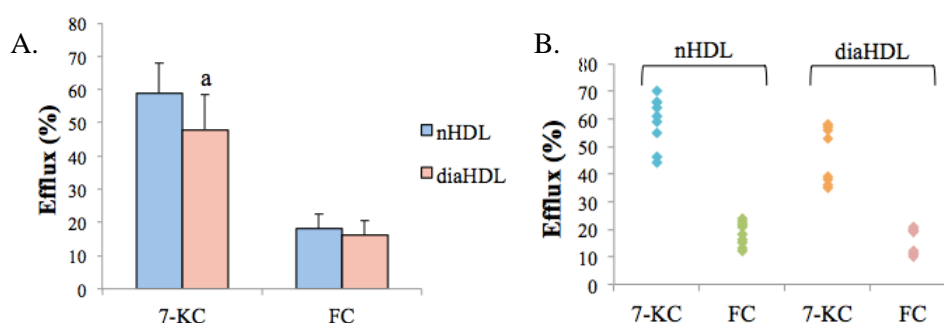 A.
Efflux (%)
80
70
60
50
40
30
20
10
0
a
7-KC
FC
nHDL
diaHDL
B.
nHDL
diaHDL
Efflux (%)
80
70
60
50
40
30
20
10
0
7-KC
FC
7-KC
FC